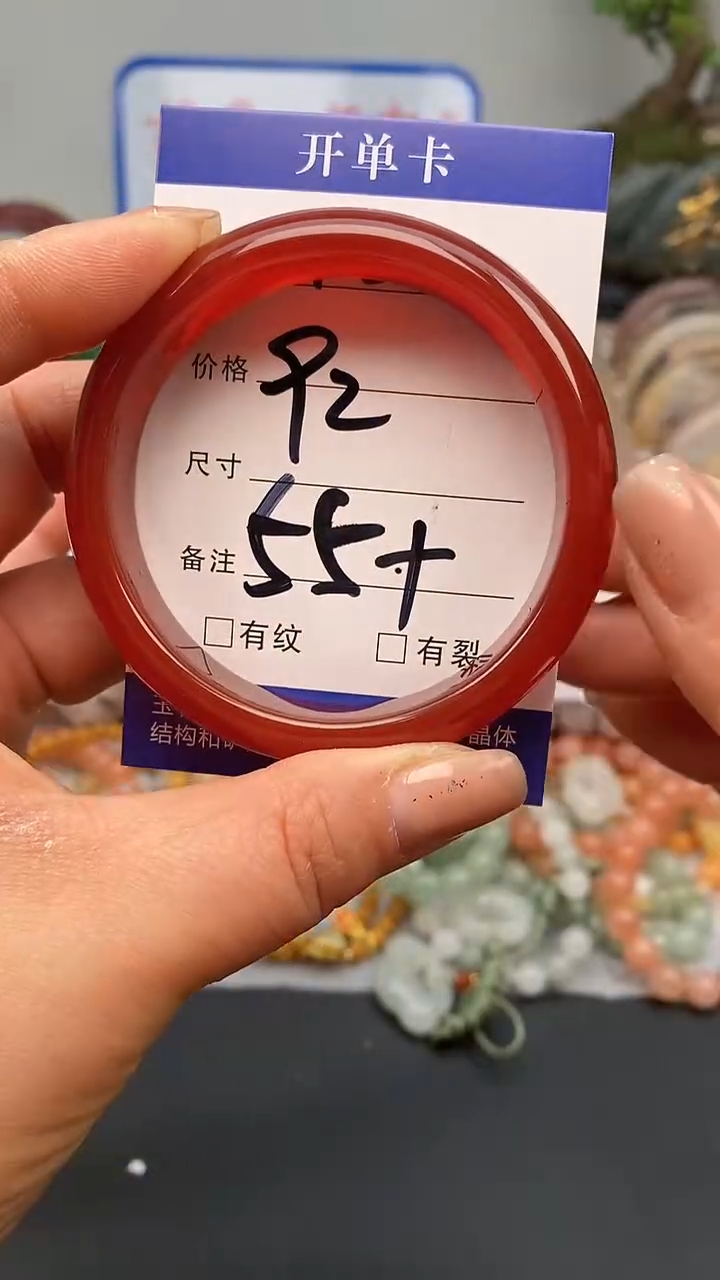 开单卡
价格 92
尺寸
备注 55+
□有纹 □有裂
结构和
晶体